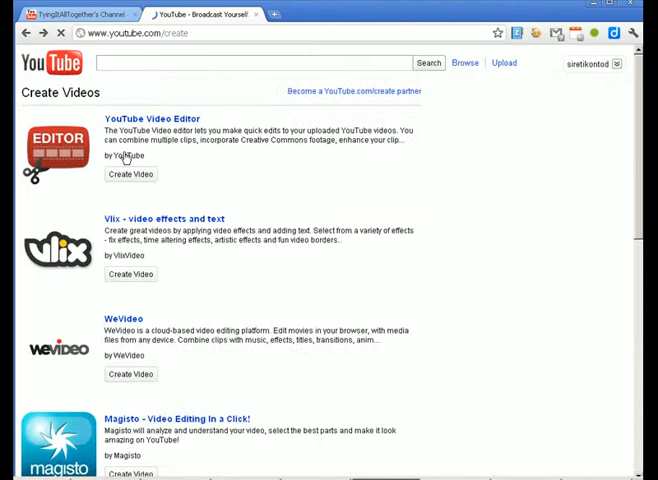 TyingItAllTogether's Channel -
YouTube - Broadcast Yourself.
www.youtube.com/create
YouTube
Search
Browse
Upload
siretikontod
Create Videos
Become a YouTube.com/create partner
EDITOR
YouTube Video Editor
The YouTube Video editor lets you make quick edits to your uploaded YouTube videos. You
can combine multiple clips, incorporate Creative Commons footage, enhance your clip...
by YouTube
Create Video
vlix
Vlix - video effects and text
Create great videos by applying video effects and adding text. Select from a variety of effects
- fix effects, time altering effects, artistic effects and fun video borders..
by VlixVideo
Create Video
wevideo
WeVideo
WeVideo is a cloud-based video editing platform. Edit movies in your browser, with media
files from any device. Combine clips with music, effects, titles, transitions, anim...
by WeVideo
Create Video
magisto
Magisto - Video Editing In a Click!
Magisto will analyze and understand your video, select the best parts and make it look
amazing on YouTube!
by Magisto
Create Video